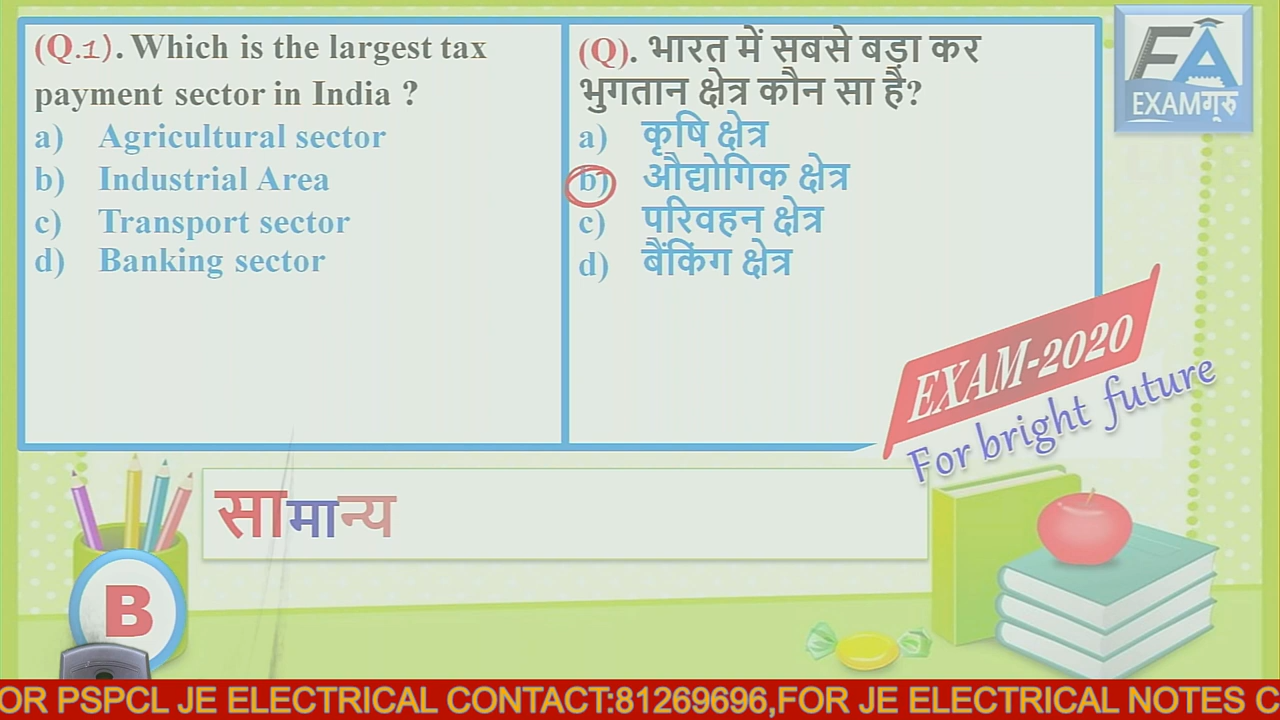 (Q.1). Which is the largest tax
payment sector in India ?
a) Agricultural sector
b) Industrial Area
c) Transport sector
d) Banking sector
(Q). भारत में सबसे बड़ा कर
भुगतान क्षेत्र कौन सा है?
a) कृषि क्षेत्र
b) औद्योगिक क्षेत्र
c) परिवहन क्षेत्र
d) बैंकिंग क्षेत्र
FA
EXAMगुरु
EXAM-2020
For bright future
सामान्य
B
OR PSPCL JE ELECTRICAL CONTACT:81269696,FOR JE ELECTRICAL NOTES C